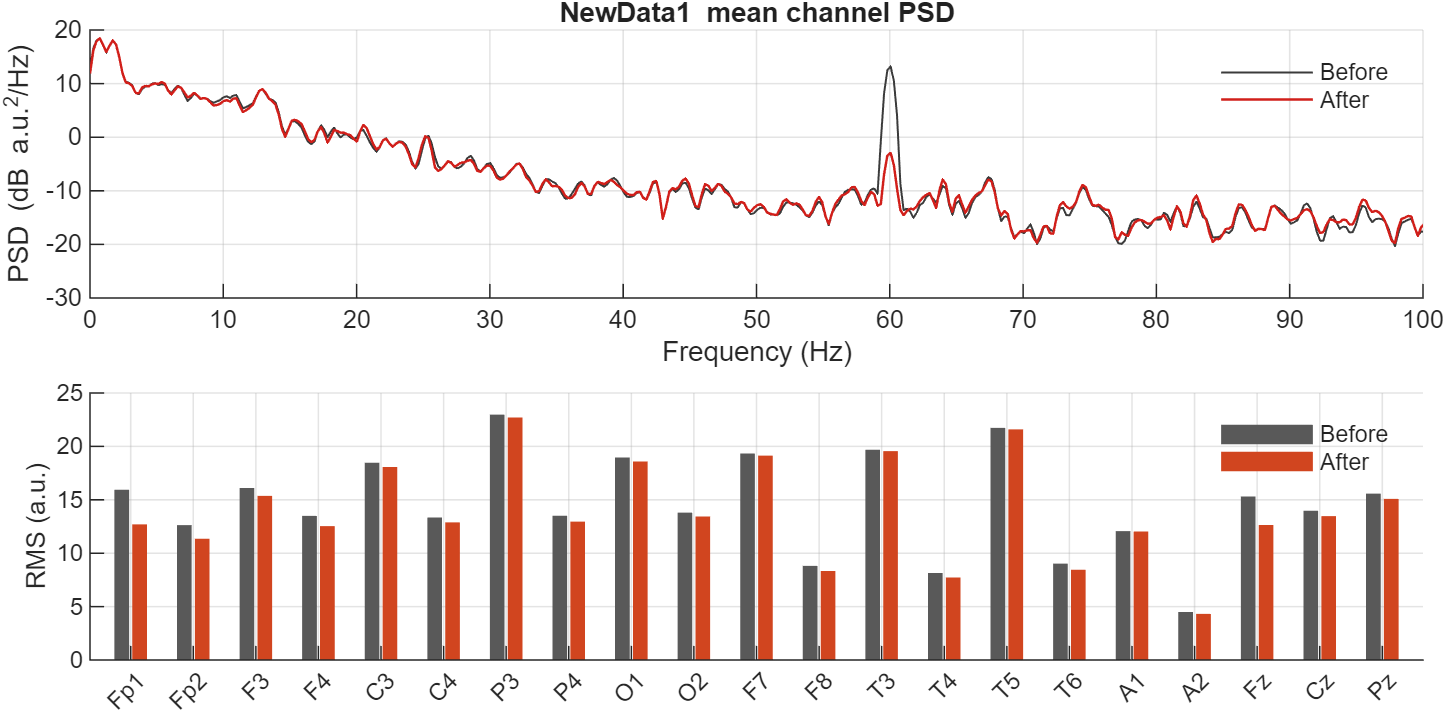 NewData1  mean channel PSD
PSD  (dB  a.u.²/Hz)
20
10
0
-10
-20
-30
Before
After
0 10 20 30 40 50 60 70 80 90 100
Frequency (Hz)
RMS (a.u.)
25
20
15
10
5
0
Before
After
Fp1 Fp2 F3 F4 C3 C4 P3 P4 O1 O2 F7 F8 T3 T4 T5 T6 A1 A2 Fz Cz Pz